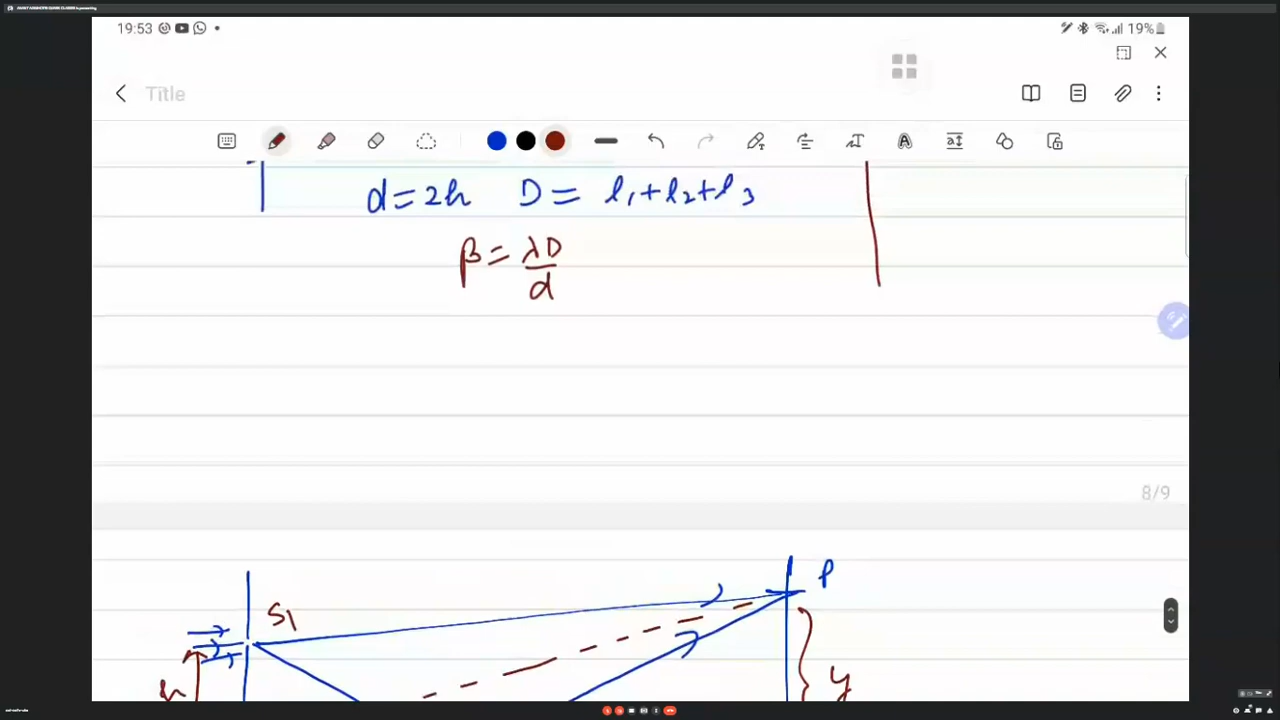 19:53
19%
Title
d=2h D= l1+l2+l3
β=λD/d
8/9
P
S1
y